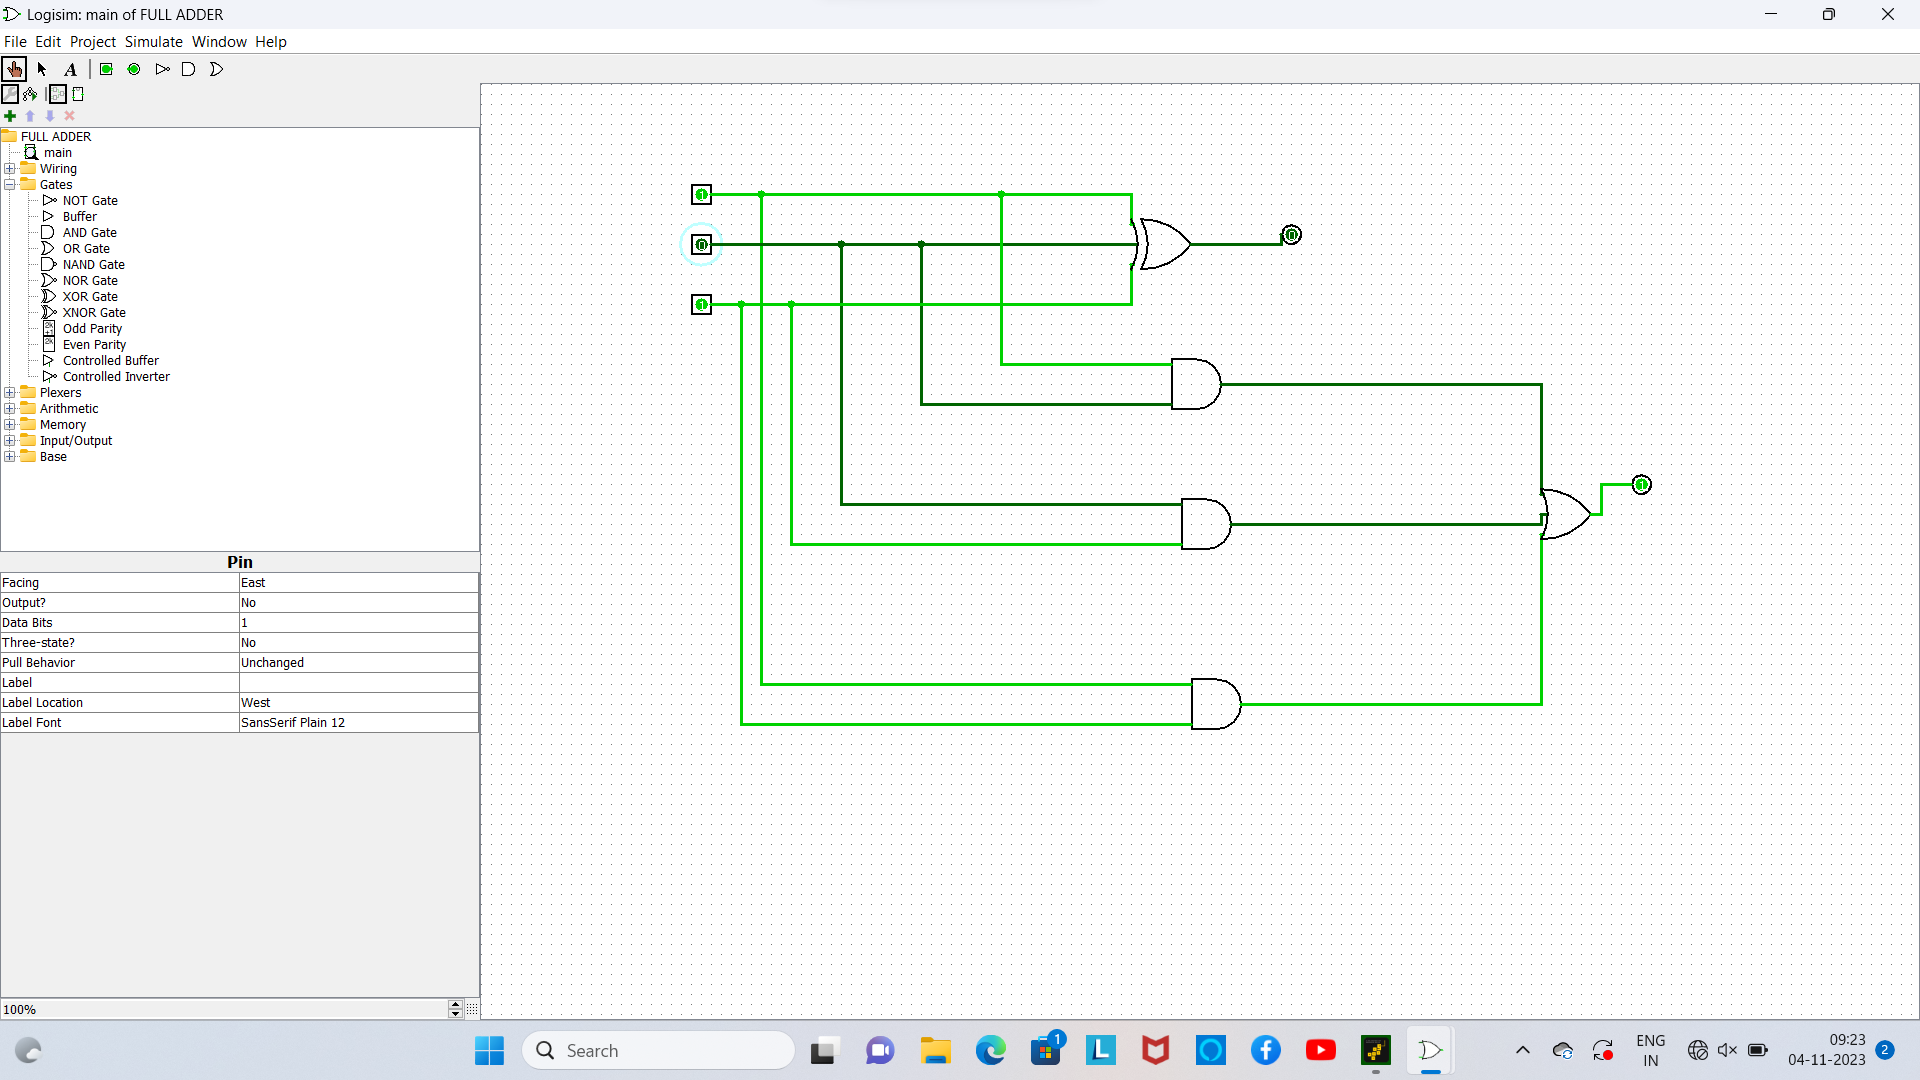 Logisim: main of FULL ADDER
File Edit Project Simulate Window Help
A
FULL ADDER
main
Wiring
Gates
NOT Gate
Buffer
AND Gate
OR Gate
NAND Gate
NOR Gate
XOR Gate
XNOR Gate
Odd Parity
Even Parity
Controlled Buffer
Controlled Inverter
Plexers
Arithmetic
Memory
Input/Output
Base
Pin
Facing East
Output? No
Data Bits 1
Three-state? No
Pull Behavior Unchanged
Label
Label Location West
Label Font SansSerif Plain 12
100%
1
0
1
0
1
Search
1
L
ENG
IN
09:23
04-11-2023
2